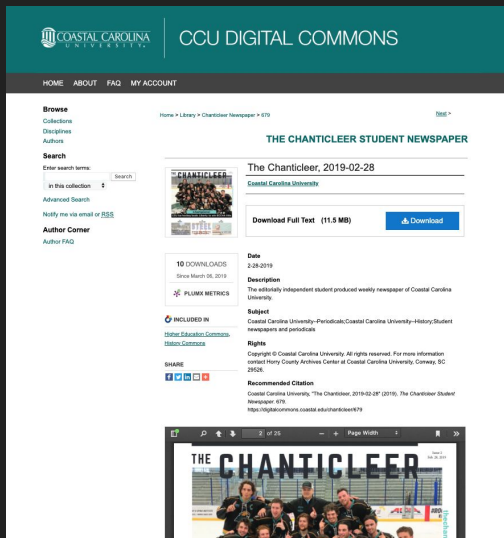 COASTAL CAROLINA
UNIVERSITY
CCU DIGITAL COMMONS
HOME ABOUT FAQ MY ACCOUNT
Browse
Collections
Disciplines
Authors
Search
Enter search terms:
Search
in this collection
Advanced Search
Notify me via email or RSS
Author Corner
Author FAQ
Home > Library > Chanticleer Newspaper > 679
Next >
THE CHANTICLEER STUDENT NEWSPAPER
THE CHANTICLEER
STEEL
The Chanticleer, 2019-02-28
Coastal Carolina University
Download Full Text (11.5 MB)
Download
10 DOWNLOADS
Since March 06, 2019
PLUMX METRICS
INCLUDED IN
Higher Education Commons,
History Commons
SHARE
Date
2-28-2019
Description
The editorially independent student produced weekly newspaper of Coastal Carolina
University.
Subject
Coastal Carolina University--Periodicals;Coastal Carolina University--History;Student
newspapers and periodicals
Rights
Copyright © Coastal Carolina University. All rights reserved. For more information
contact Horry County Archives Center at Coastal Carolina University, Conway, SC
29526.
Recommended Citation
Coastal Carolina University, "The Chanticleer, 2019-02-28" (2019). The Chanticleer Student
Newspaper. 679.
https://digitalcommons.coastal.edu/chanticleer/679
2 of 25
Page Width
THE CHANTICLEER